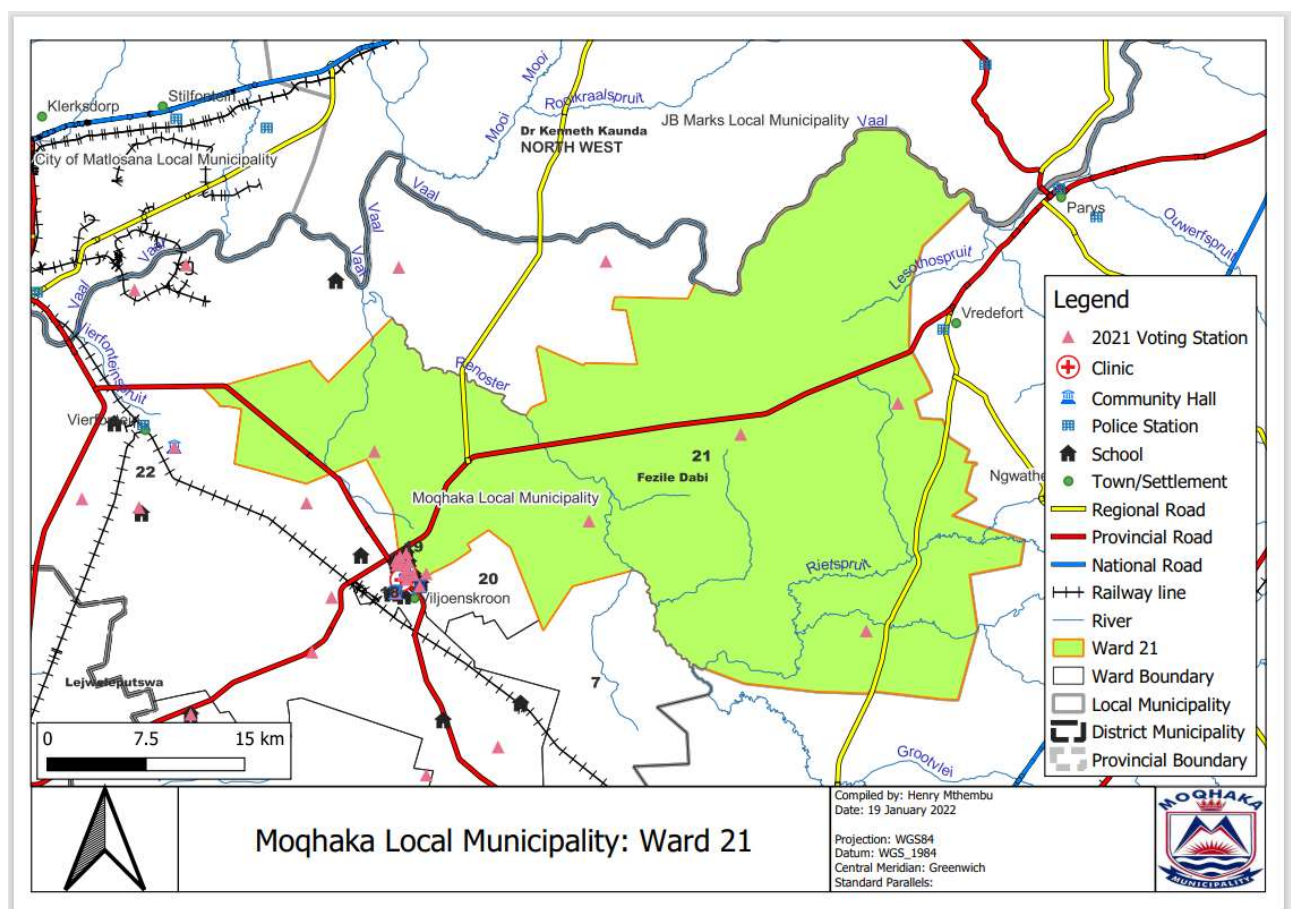 Klerksdorp
Stilfontein
City of Matlosana Local Municipality
Mooi
Mooi
Rooikraalspruit
Dr Kenneth Kaunda
NORTH WEST
JB Marks Local Municipality
Vaal
Vaal
Vaal
Vaal
Vaal
Vaal
Parys
Ouwerfspruit
Lesothospruit
Vredefort
Vierfonteinspruit
Vierfontein
22
Renoster
21
Fezile Dabi
Moqhaka Local Municipality
Ngwathe
19
20
18
Viljoenskroon
Rietspruit
7
Lejweleputswa
Grootvlei
Legend
2021 Voting Station
Clinic
Community Hall
Police Station
School
Town/Settlement
Regional Road
Provincial Road
National Road
Railway line
River
Ward 21
Ward Boundary
Local Municipality
District Municipality
Provincial Boundary
0 7.5 15 km
Moqhaka Local Municipality: Ward 21
Compiled by: Henry Mthembu
Date: 19 January 2022
Projection: WGS84
Datum: WGS_1984
Central Meridian: Greenwich
Standard Parallels:
MOQHAKA
MUNICIPALITY